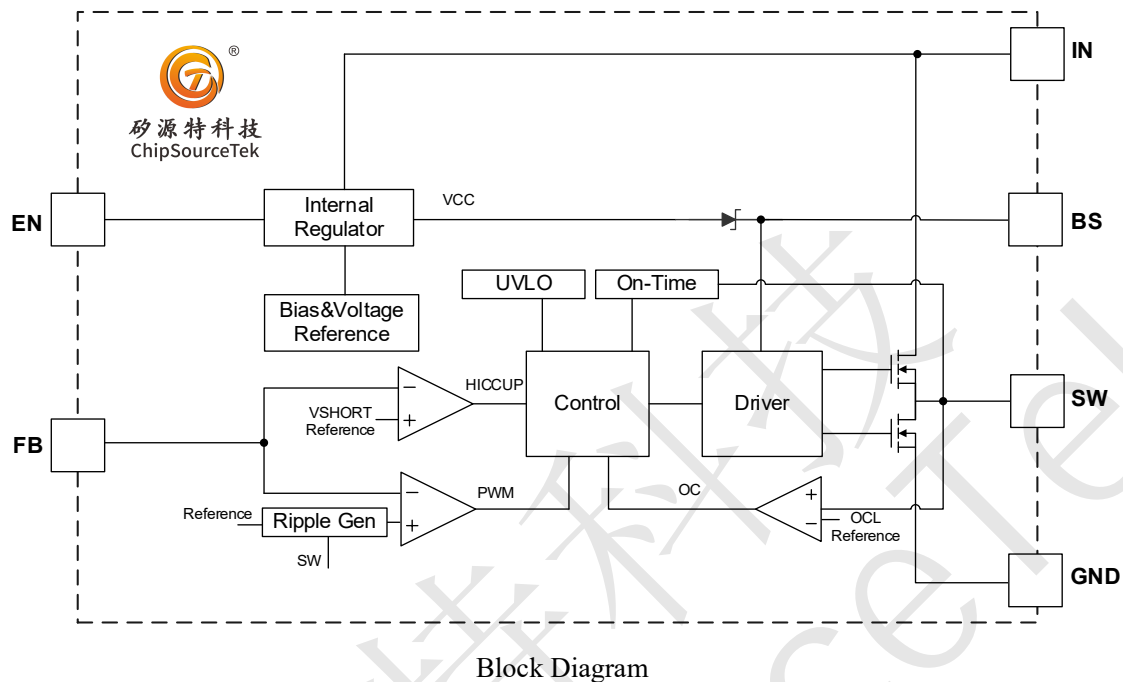 ®
矽源特科技
ChipSourceTek
IN
EN
Internal
Regulator
VCC
BS
UVLO
On-Time
Bias&Voltage
Reference
HICCUP
VSHORT
Reference
Control
Driver
SW
FB
PWM
OC
Reference
Ripple Gen
OCL
Reference
SW
GND
Block Diagram